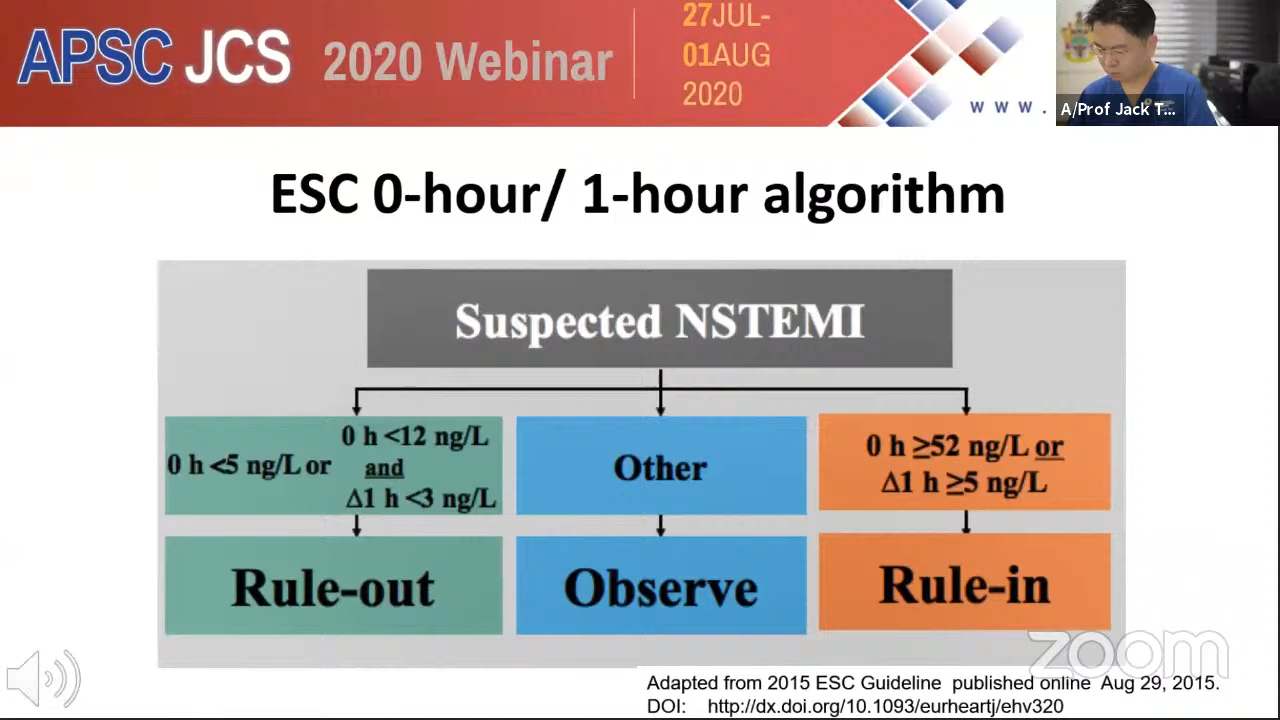 APSC JCS 2020 Webinar
27JUL-
01AUG
2020
www.
A/Prof Jack T...
ESC 0-hour/ 1-hour algorithm
Suspected NSTEMI
0 h <5 ng/L or
0 h <12 ng/L
and
Δ1 h <3 ng/L
Other
0 h ≥52 ng/L or
Δ1 h ≥5 ng/L
Rule-out
Observe
Rule-in
zoom
Adapted from 2015 ESC Guideline published online Aug 29, 2015.
DOI: http://dx.doi.org/10.1093/eurheartj/ehv320